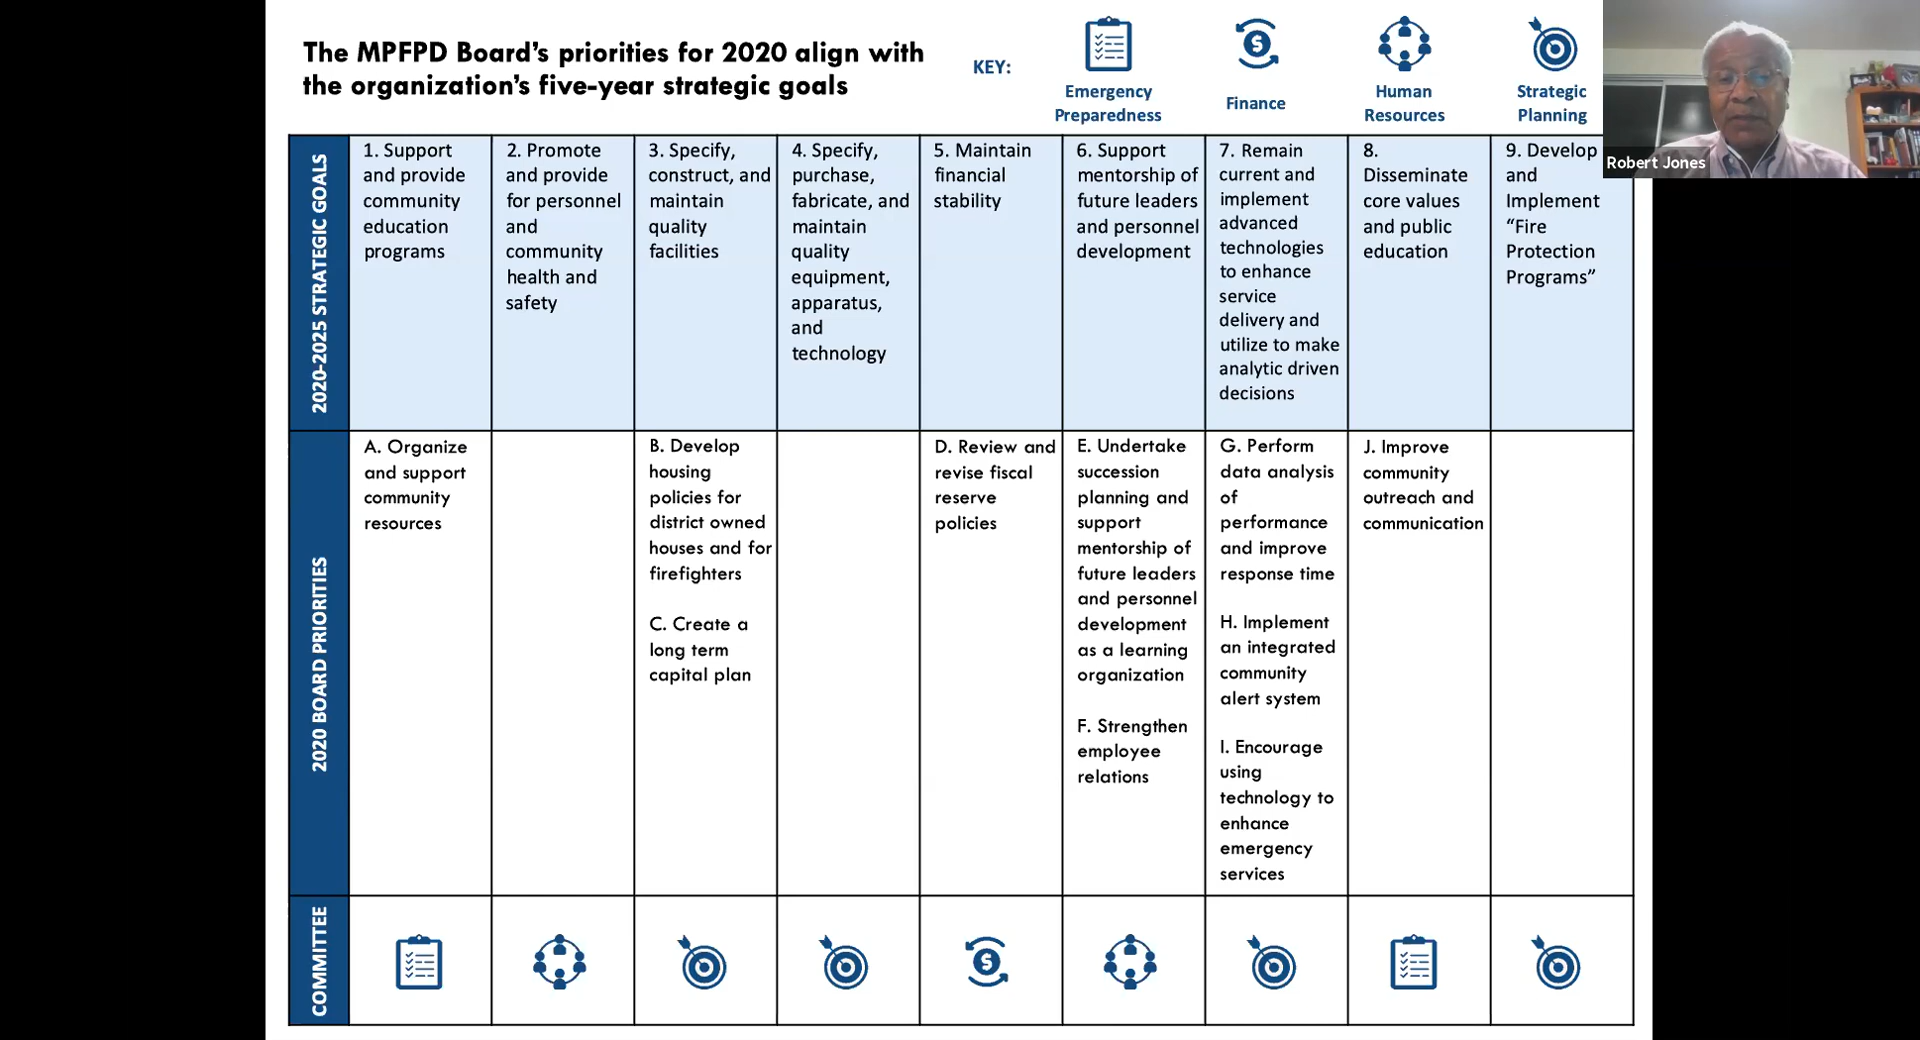 The MPFPD Board's priorities for 2020 align with
the organization's five-year strategic goals
KEY:
Emergency
Preparedness
Finance
Human
Resources
Strategic
Planning
Robert Jones
2020-2025 STRATEGIC GOALS
1. Support
and provide
community
education
programs
2. Promote
and provide
for personnel
and
community
health and
safety
3. Specify,
construct, and
maintain
quality
facilities
4. Specify,
purchase,
fabricate, and
maintain
quality
equipment,
apparatus,
and
technology
5. Maintain
financial
stability
6. Support
mentorship of
future leaders
and personnel
development
7. Remain
current and
implement
advanced
technologies
to enhance
service
delivery and
utilize to make
analytic driven
decisions
8.
Disseminate
core values
and public
education
9. Develop
and
Implement
“Fire
Protection
Programs”
2020 BOARD PRIORITIES
A. Organize
and support
community
resources
B. Develop
housing
policies for
district owned
houses and for
firefighters
C. Create a
long term
capital plan
D. Review and
revise fiscal
reserve
policies
E. Undertake
succession
planning and
support
mentorship of
future leaders
and personnel
development
as a learning
organization
F. Strengthen
employee
relations
G. Perform
data analysis
of
performance
and improve
response time
H. Implement
an integrated
community
alert system
I. Encourage
using
technology to
enhance
emergency
services
J. Improve
community
outreach and
communication
COMMITTEE